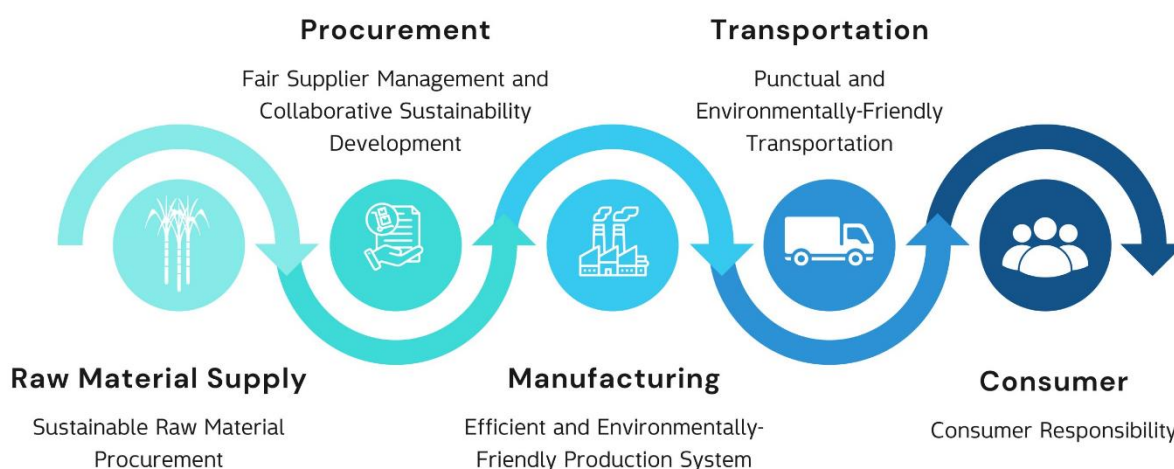 Procurement
Fair Supplier Management and
Collaborative Sustainability
Development
Transportation
Punctual and
Environmentally-Friendly
Transportation
Raw Material Supply
Sustainable Raw Material
Procurement
Manufacturing
Efficient and Environmentally-
Friendly Production System
Consumer
Consumer Responsibility